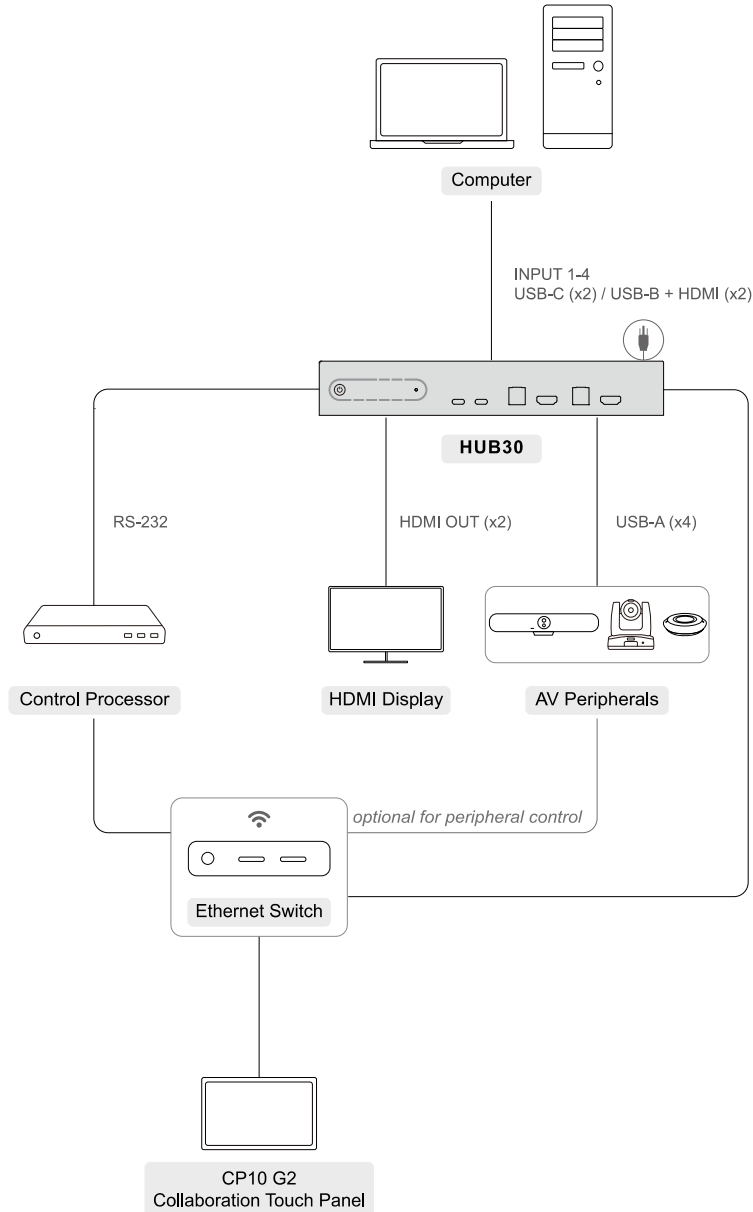 Computer
INPUT 1-4
USB-C (x2) / USB-B + HDMI (x2)
HUB30
RS-232
HDMI OUT (x2)
USB-A (x4)
Control Processor
HDMI Display
AV Peripherals
optional for peripheral control
Ethernet Switch
CP10 G2
Collaboration Touch Panel